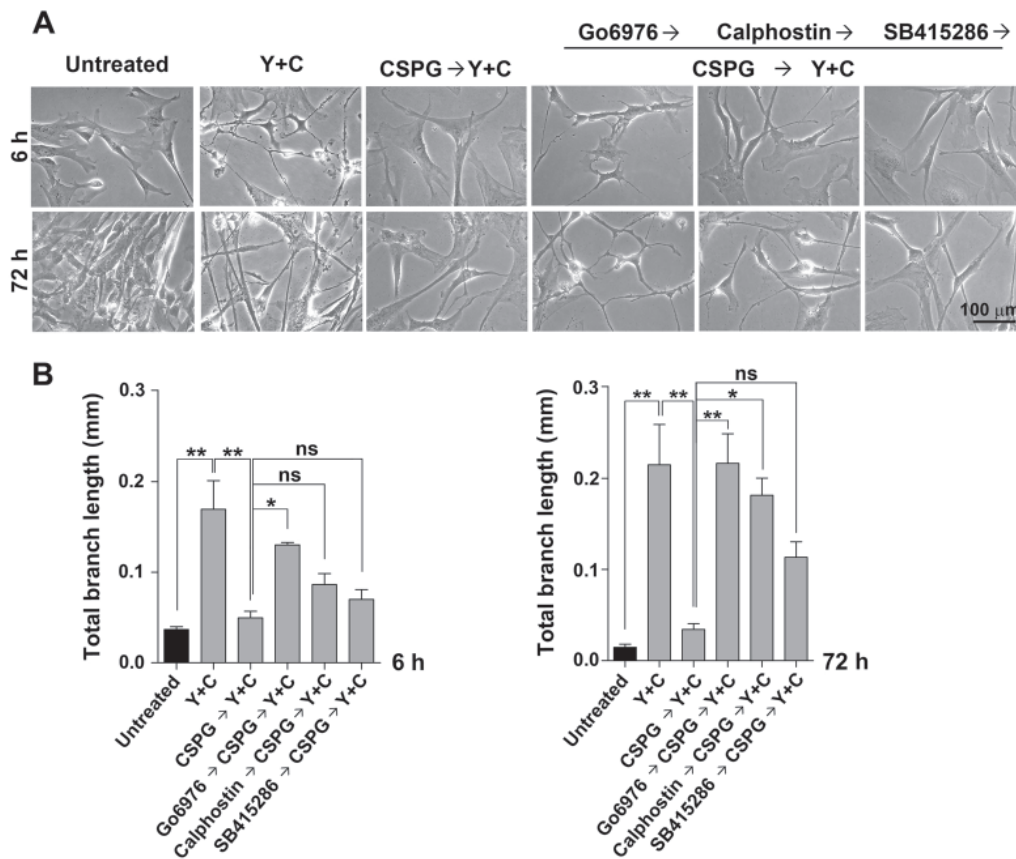 A
Go6976 → Calphostin → SB415286 →
Untreated Y+C CSPG → Y+C CSPG → Y+C
6 h
72 h
100 μm
B
Total branch length (mm)
0.3
0.2
0.1
0.0
** ** * ns ns
6 h
Untreated
Y+C
CSPG → Y+C
Go6976 → CSPG → Y+C
Calphostin → CSPG → Y+C
SB415286 → CSPG → Y+C
Total branch length (mm)
0.3
0.2
0.1
0.0
** ** ** * ns
72 h
Untreated
Y+C
CSPG → Y+C
Go6976 → CSPG → Y+C
Calphostin → CSPG → Y+C
SB415286 → CSPG → Y+C